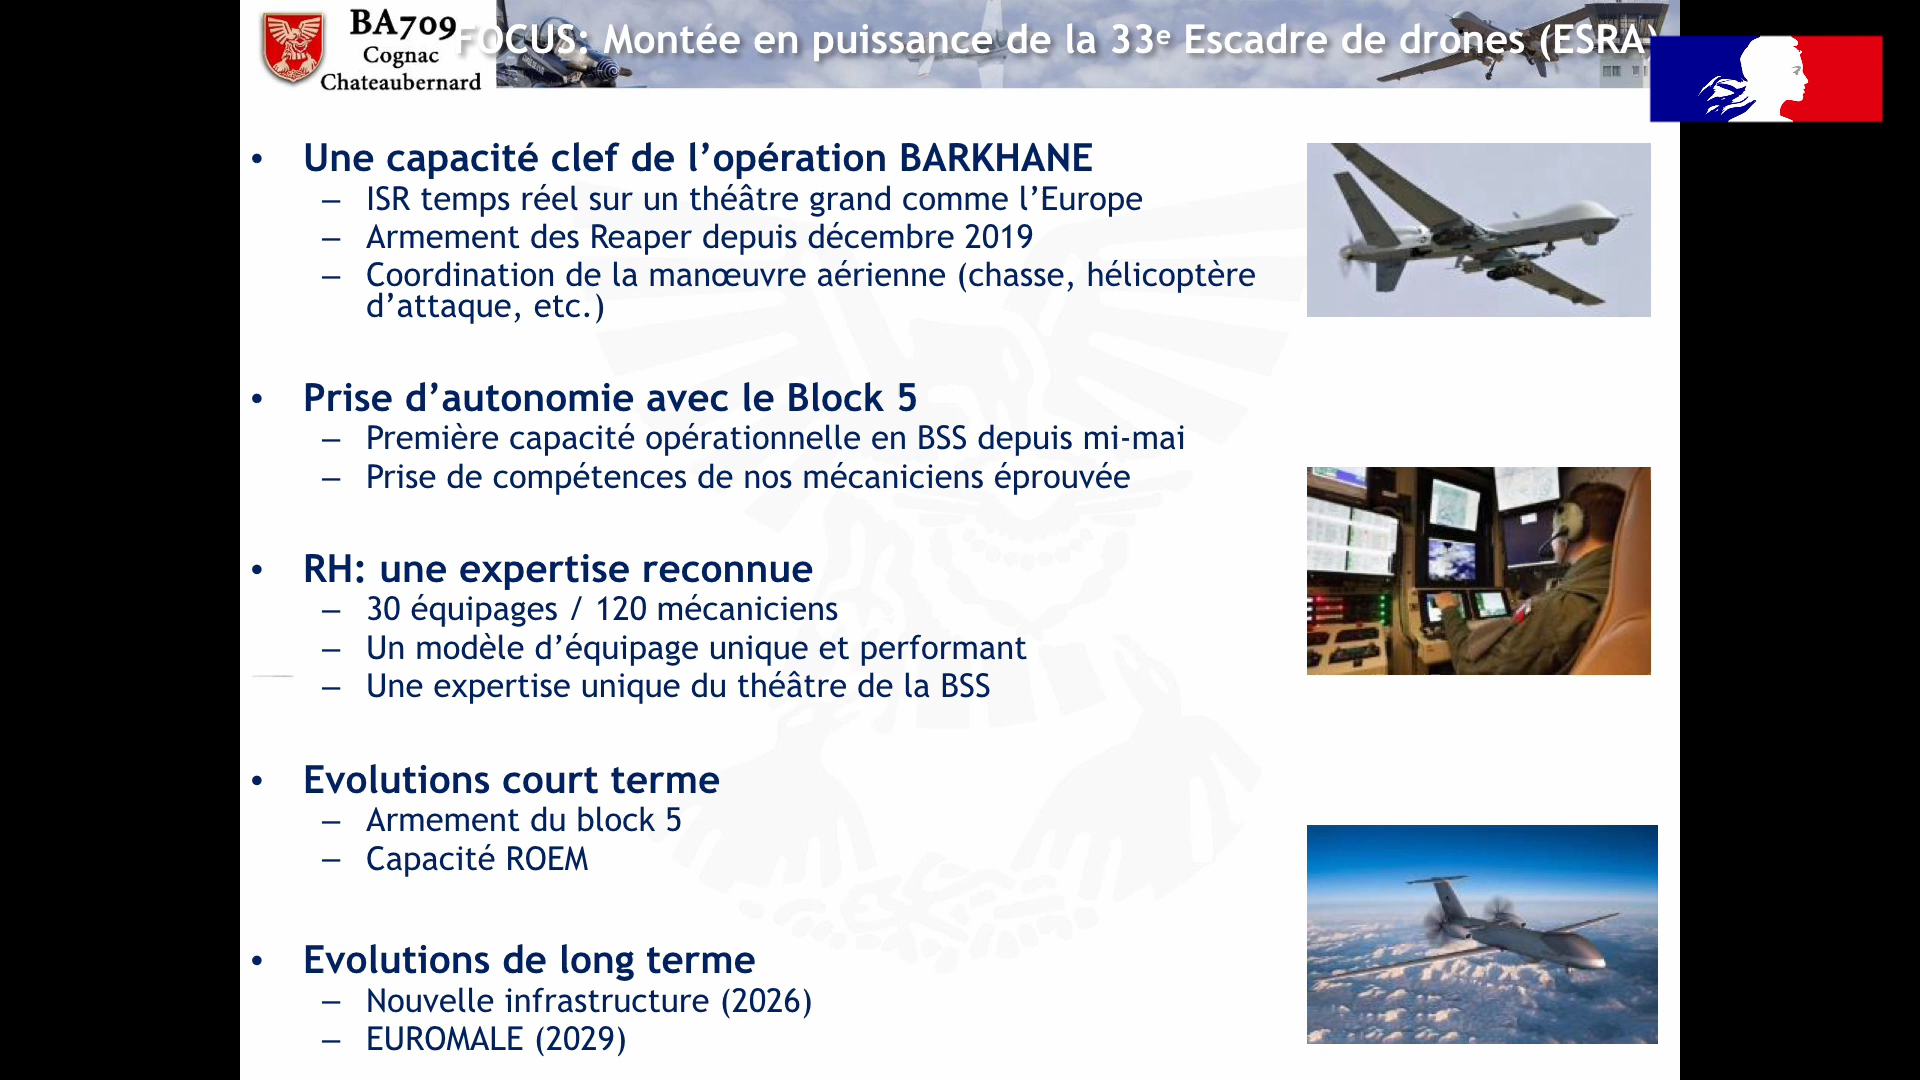 BA709
Cognac
Chateaubernard
FOCUS: Montée en puissance de la 33e Escadre de drones (ESRA)
• Une capacité clef de l’opération BARKHANE
– ISR temps réel sur un théâtre grand comme l’Europe
– Armement des Reaper depuis décembre 2019
– Coordination de la manœuvre aérienne (chasse, hélicoptère
d’attaque, etc.)
• Prise d’autonomie avec le Block 5
– Première capacité opérationnelle en BSS depuis mi-mai
– Prise de compétences de nos mécaniciens éprouvée
• RH: une expertise reconnue
– 30 équipages / 120 mécaniciens
– Un modèle d’équipage unique et performant
– Une expertise unique du théâtre de la BSS
• Evolutions court terme
– Armement du block 5
– Capacité ROEM
• Evolutions de long terme
– Nouvelle infrastructure (2026)
– EUROMALE (2029)